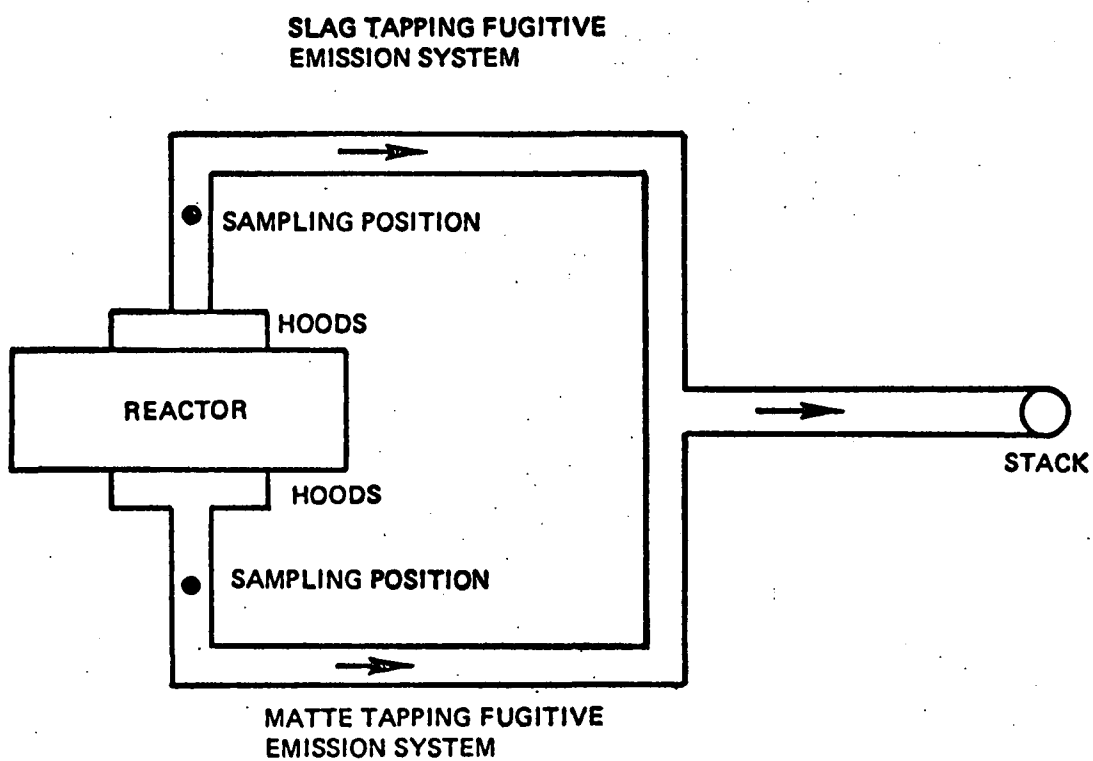 SLAG TAPPING FUGITIVE
EMISSION SYSTEM
SAMPLING POSITION
HOODS
REACTOR
STACK
HOODS
SAMPLING POSITION
MATTE TAPPING FUGITIVE
EMISSION SYSTEM